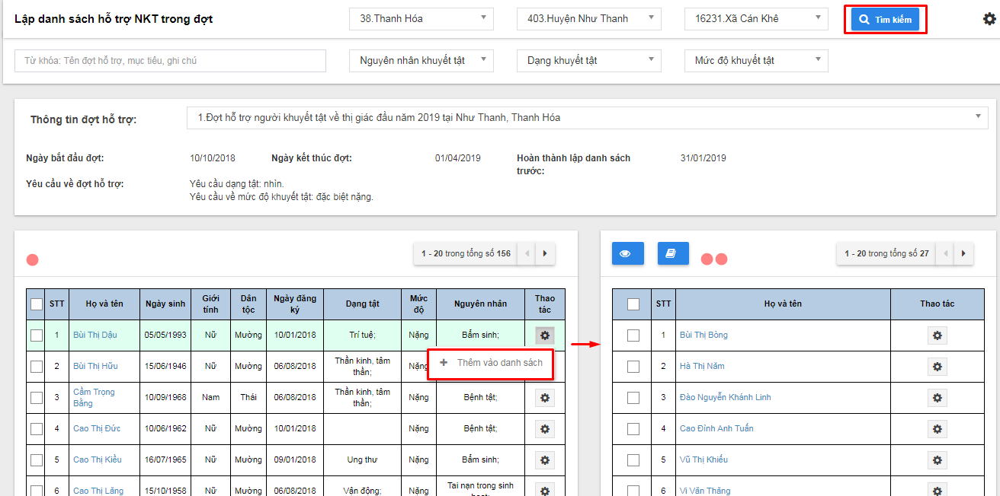 Lập danh sách hỗ trợ NKT trong đợt
38.Thanh Hóa
403.Huyện Như Thanh
16231.Xã Cán Khê
Tìm kiếm
Từ khóa: Tên đợt hỗ trợ, mục tiêu, ghi chú
Nguyên nhân khuyết tật
Dạng khuyết tật
Mức độ khuyết tật
Thông tin đợt hỗ trợ:
1.Đợt hỗ trợ người khuyết tật về thị giác đầu năm 2019 tại Như Thanh, Thanh Hóa
Ngày bắt đầu đợt: 10/10/2018 Ngày kết thúc đợt: 01/04/2019 Hoàn thành lập danh sách 31/01/2019
trước:
Yêu cầu về đợt hỗ trợ: Yêu cầu dạng tật: nhìn.
Yêu cầu về mức độ khuyết tật: đặc biệt nặng.
1 - 20 trong tổng số 156
STT Họ và tên Ngày sinh Giới tính Dân tộc Ngày đăng ký Dạng tật Mức độ Nguyên nhân Thao tác
1 Bùi Thị Dậu 05/05/1993 Nữ Mường 10/01/2018 Trí tuệ; Nặng Bẩm sinh;
Thêm vào danh sách
2 Bùi Thị Hữu 15/06/1946 Nữ Mường 06/08/2018 Thần kinh, tâm thần; Nặng
3 Cầm Trọng Bằng 10/09/1968 Nam Thái 06/08/2018 Thần kinh, tâm thần; Nặng Bệnh tật;
4 Cao Thị Đức 10/06/1962 Nữ Mường 10/01/2018 Nặng Bệnh tật;
5 Cao Thị Kiều 16/07/1965 Nữ Mường 09/01/2018 Ung thư Nặng Bẩm sinh;
6 Cao Thị Lăng 15/10/1958 Nữ Mường 06/08/2018 Vận động; Nặng Tai nạn trong sinh
1 - 20 trong tổng số 27
STT Họ và tên Thao tác
1 Bùi Thị Bòng
2 Hà Thị Năm
3 Đào Nguyễn Khánh Linh
4 Cao Đình Anh Tuấn
5 Vũ Thị Khiếu
6 Vi Văn Thăng